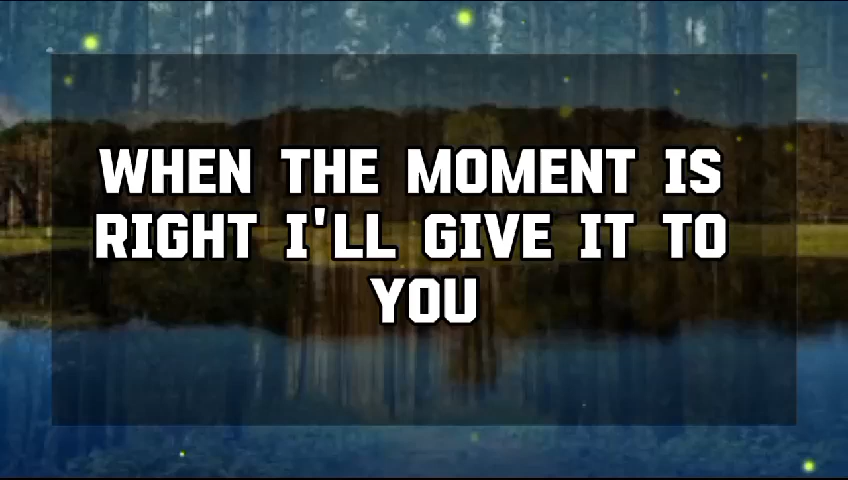 WHEN THE MOMENT IS
RIGHT I'LL GIVE IT TO
YOU